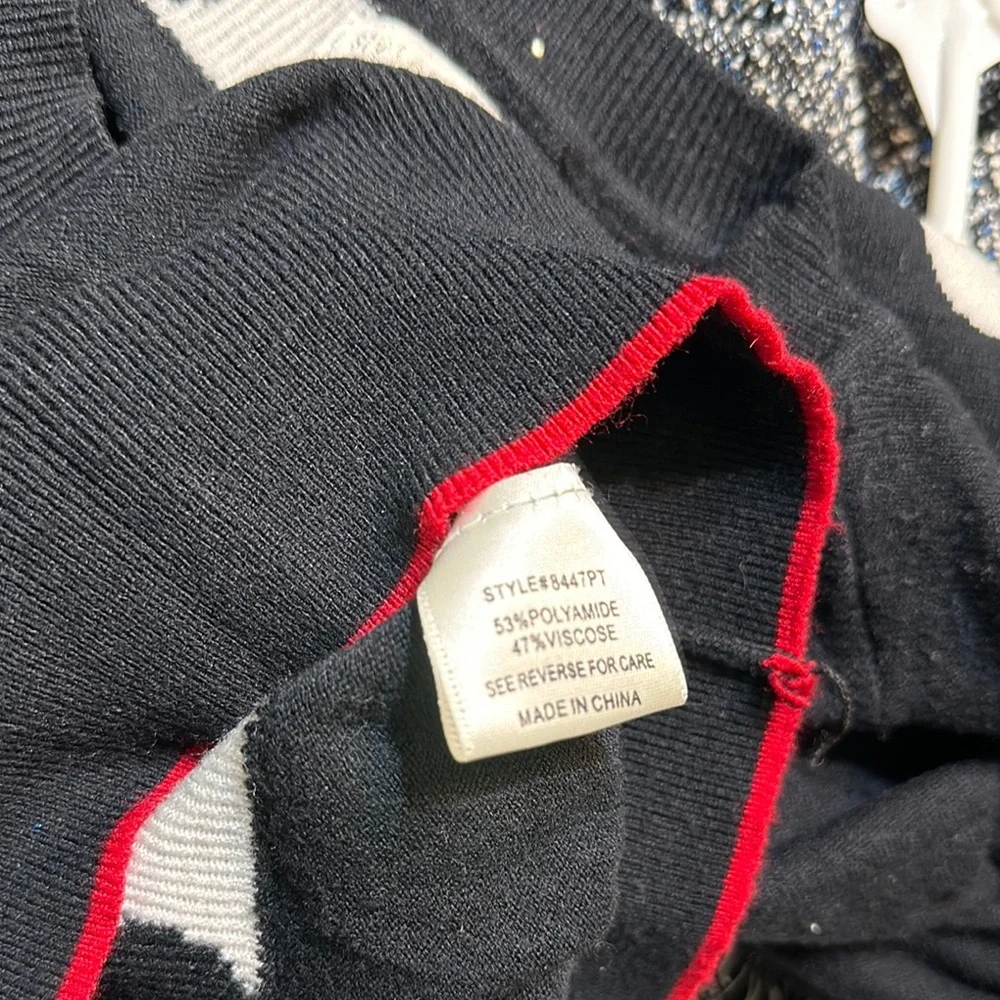 STYLE#8447PT
53%POLYAMIDE
47%VISCOSE
SEE REVERSE FOR CARE
MADE IN CHINA